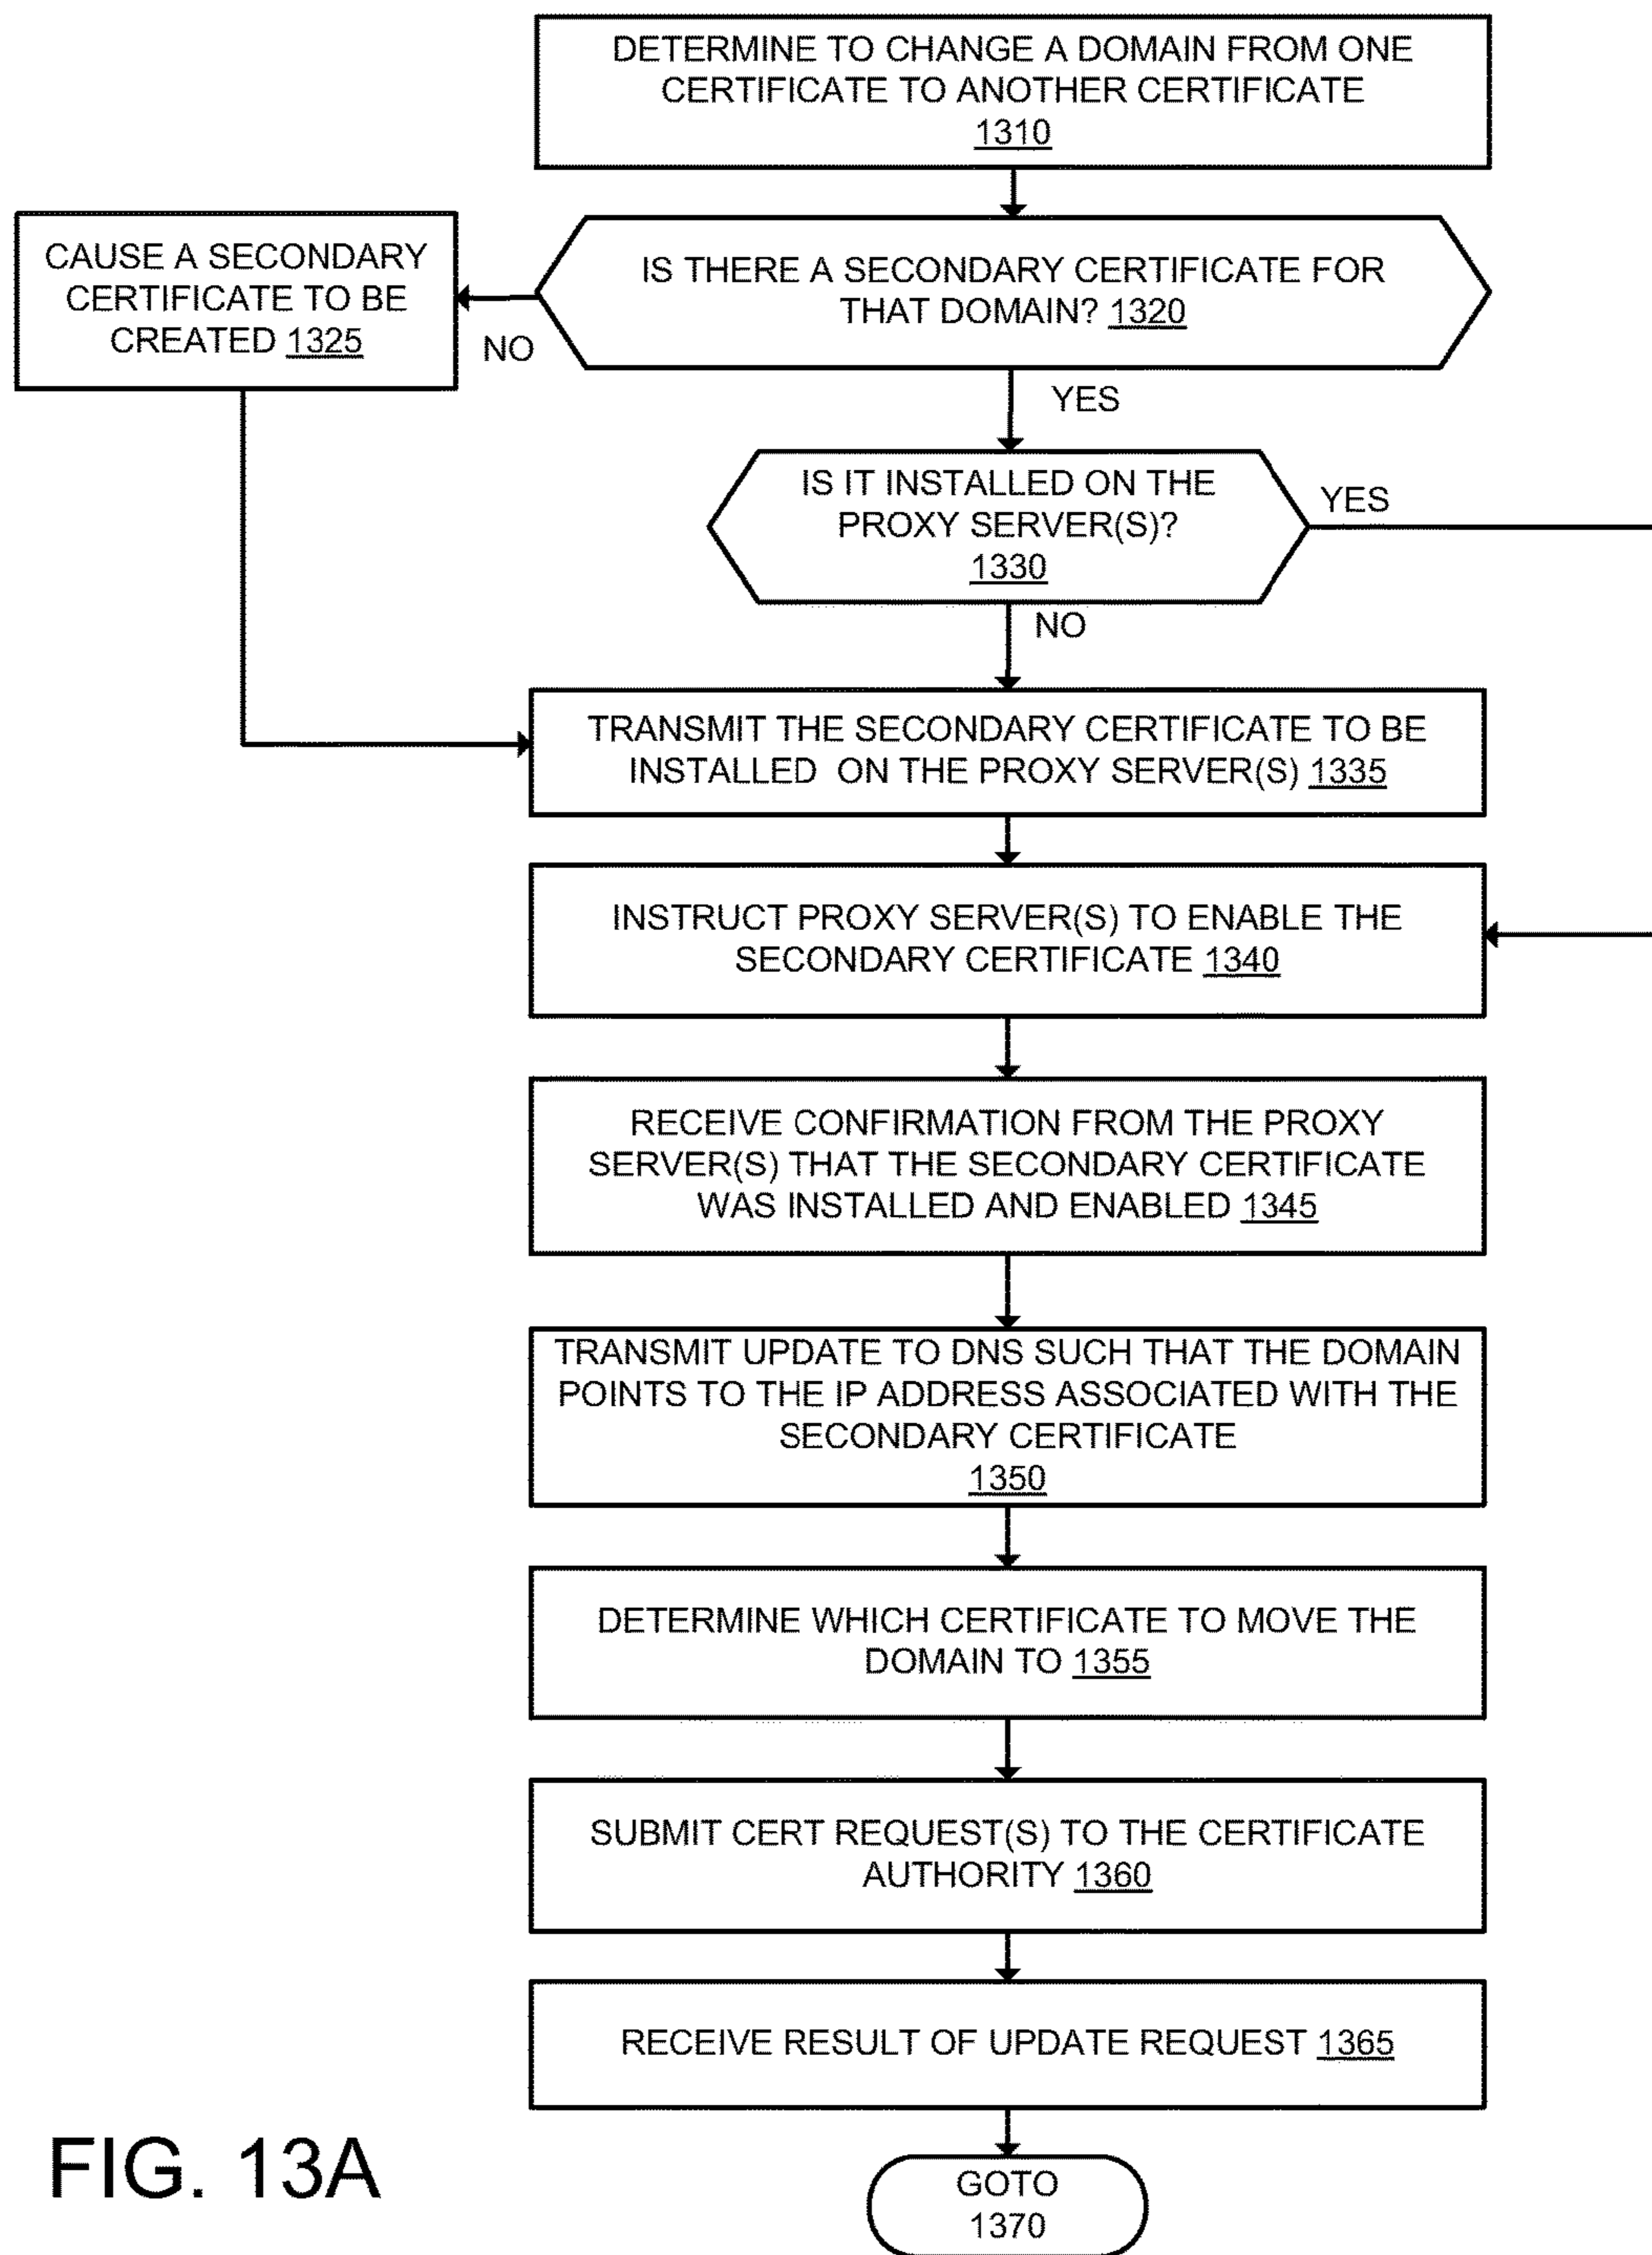 DETERMINE TO CHANGE A DOMAIN FROM ONE
CERTIFICATE TO ANOTHER CERTIFICATE
1310
IS THERE A SECONDARY CERTIFICATE FOR
THAT DOMAIN? 1320
CAUSE A SECONDARY
CERTIFICATE TO BE
CREATED 1325
NO
YES
IS IT INSTALLED ON THE
PROXY SERVER(S)?
1330
YES
NO
TRANSMIT THE SECONDARY CERTIFICATE TO BE
INSTALLED ON THE PROXY SERVER(S) 1335
INSTRUCT PROXY SERVER(S) TO ENABLE THE
SECONDARY CERTIFICATE 1340
RECEIVE CONFIRMATION FROM THE PROXY
SERVER(S) THAT THE SECONDARY CERTIFICATE
WAS INSTALLED AND ENABLED 1345
TRANSMIT UPDATE TO DNS SUCH THAT THE DOMAIN
POINTS TO THE IP ADDRESS ASSOCIATED WITH THE
SECONDARY CERTIFICATE
1350
DETERMINE WHICH CERTIFICATE TO MOVE THE
DOMAIN TO 1355
SUBMIT CERT REQUEST(S) TO THE CERTIFICATE
AUTHORITY 1360
RECEIVE RESULT OF UPDATE REQUEST 1365
GOTO
1370
FIG. 13A